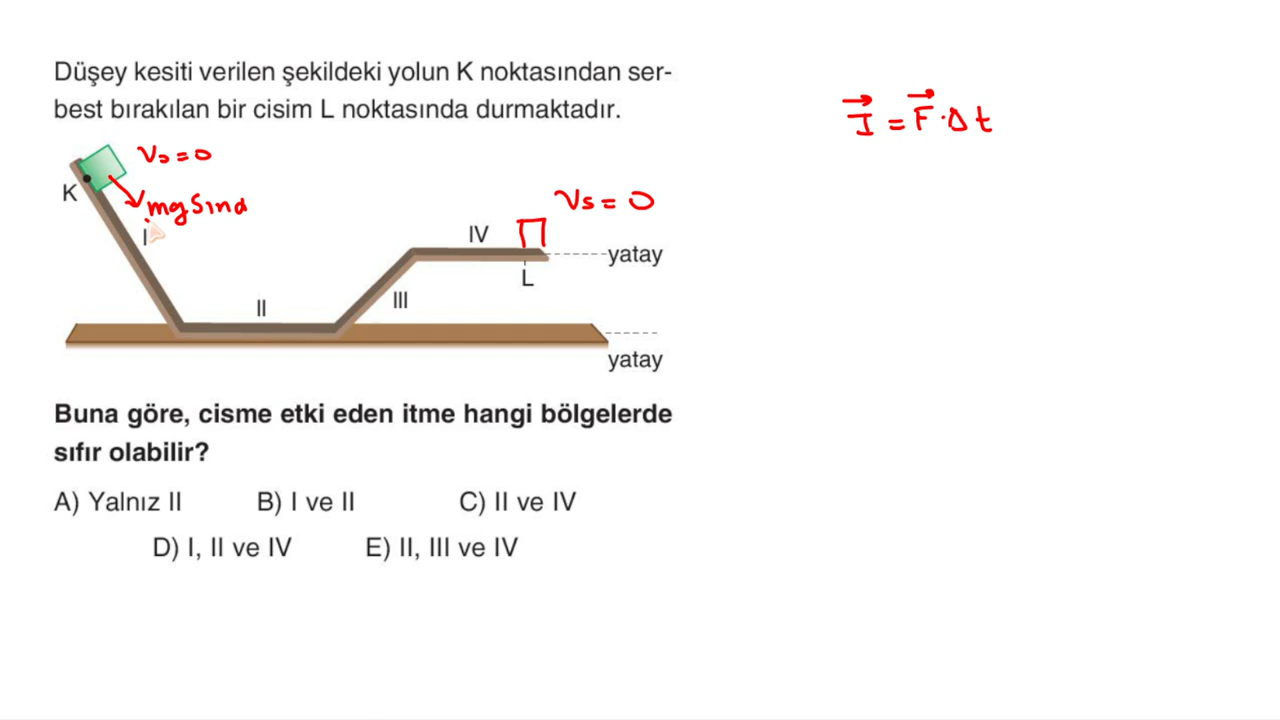 Düşey kesiti verilen şekildeki yolun K noktasından ser-
best bırakılan bir cisim L noktasında durmaktadır.
I = F · Δt
V₀ = 0
K
mg Sinα
I
Vs = 0
IV
yatay
L
III
II
yatay
Buna göre, cisme etki eden itme hangi bölgelerde
sıfır olabilir?
A) Yalnız II B) I ve II C) II ve IV
D) I, II ve IV E) II, III ve IV